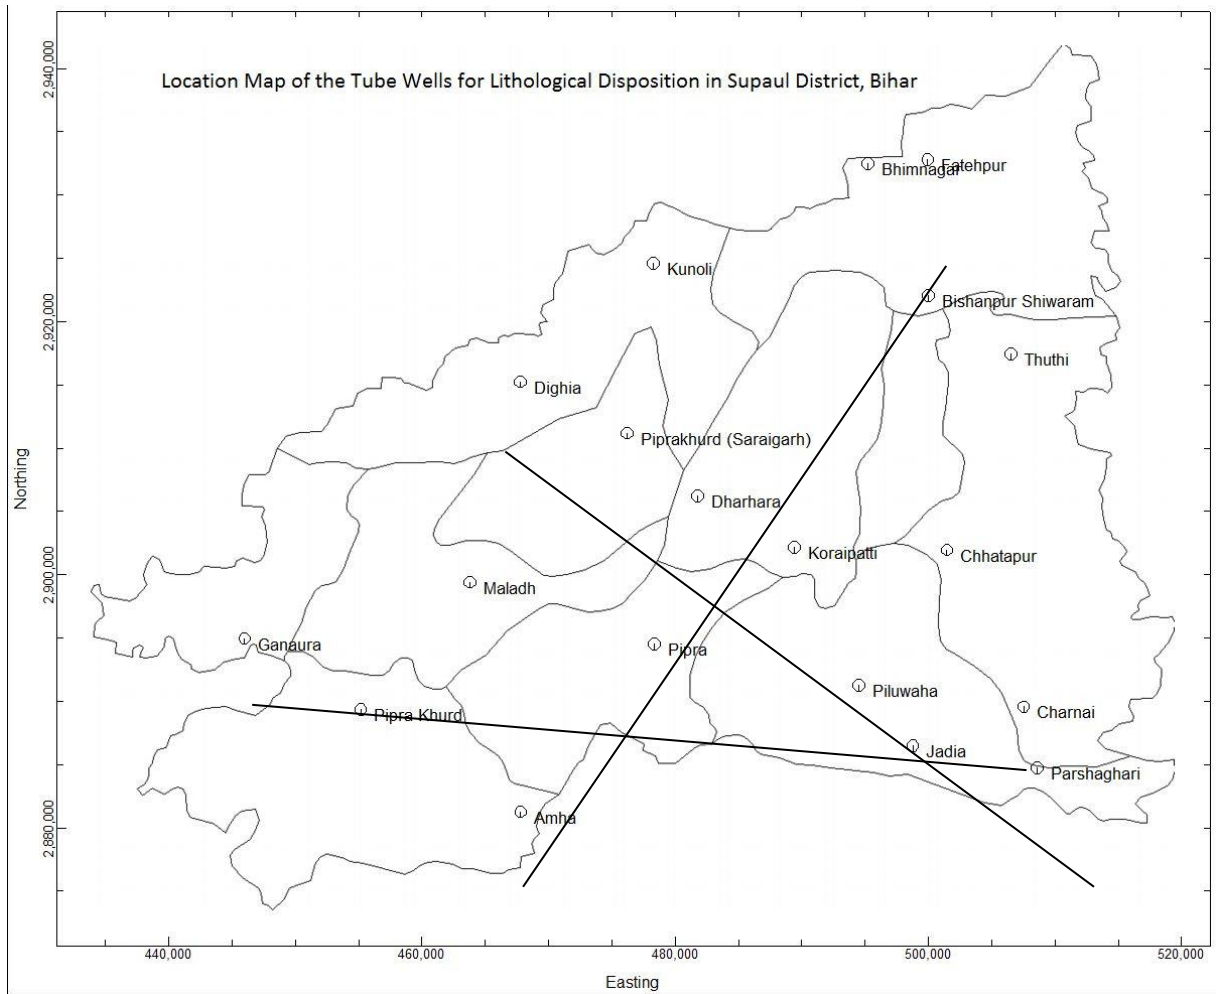 2,940,000
Location Map of the Tube Wells for Lithological Disposition in Supaul District, Bihar
Bhimnagar
Fatehpur
Kunoli
Bishanpur Shiwaram
2,920,000
Thuthi
Dighia
Piprakhurd (Saraigarh)
Northing
Dharhara
Koraipatti
Chhatapur
2,900,000
Maladh
Ganaura
Pipra
Piluwaha
Pipra Khurd
Charnai
Jadia
Parshaghari
2,880,000
Amha
440,000
460,000
480,000
500,000
520,000
Easting